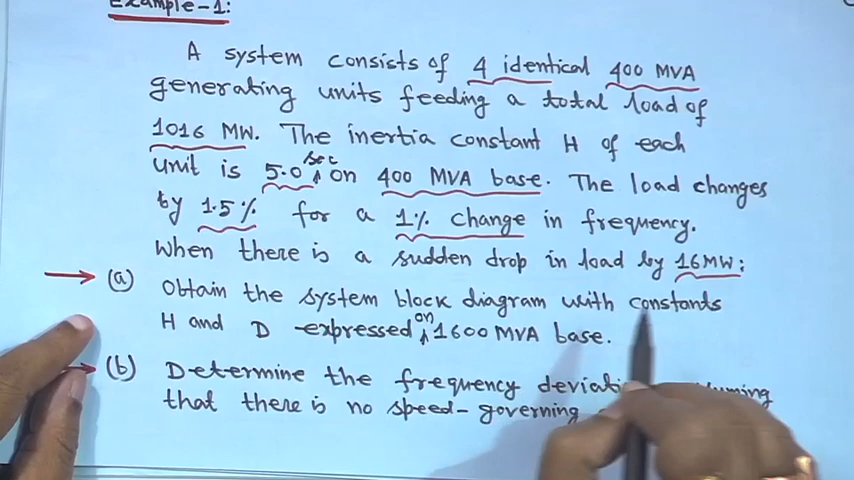 Example-1:
A system consists of 4 identical 400 MVA
generating units feeding a total load of
1016 MW. The inertia constant H of each
unit is 5.0 sec on 400 MVA base. The load changes
by 1.5% for a 1% change in frequency.
When there is a sudden drop in load by 16MW:
(a) Obtain the system block diagram with constants
H and D expressed on 1600 MVA base.
(b) Determine the frequency
that there is no speed-governing